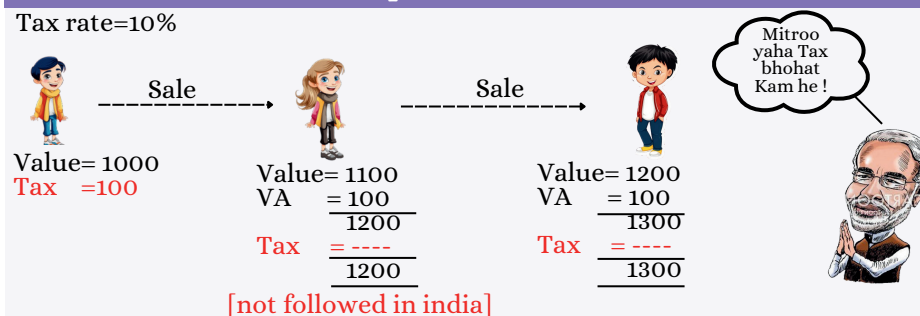 Tax rate=10%
Mitroo
yaha Tax
bhohat
Kam he !
Sale
Sale
Value= 1000
Tax =100
Value= 1100
VA = 100
1200
Tax = ----
1200
[not followed in india]
Value= 1200
VA = 100
1300
Tax = ----
1300